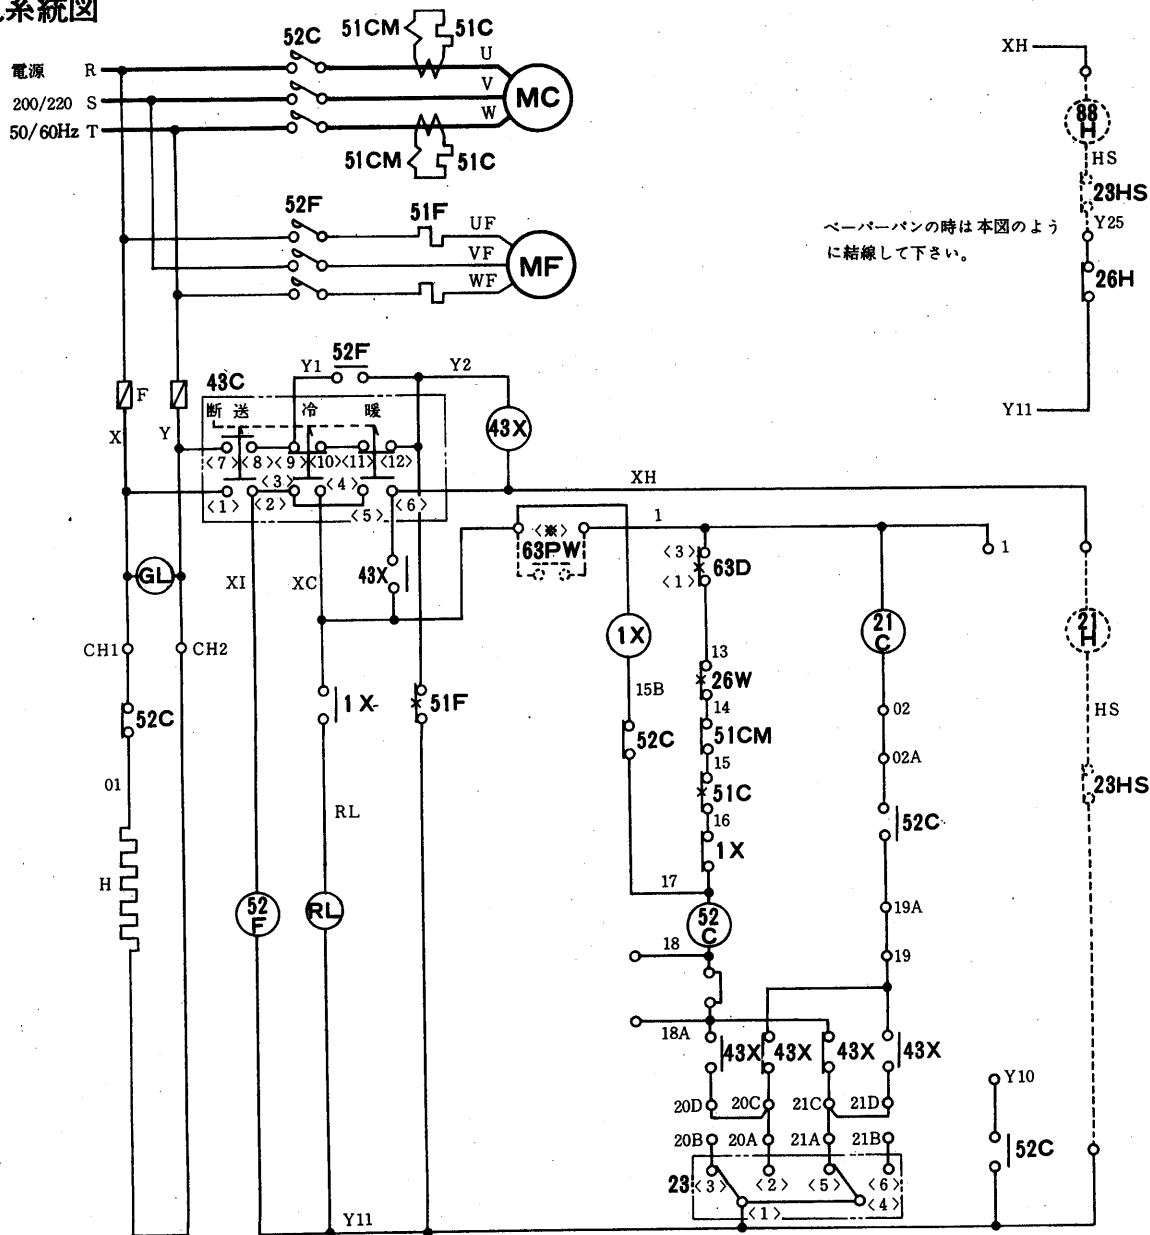 系統図
電源 R
200/220 S
50/60Hz T
52C
51CM
51C
U
V
W
MC
51CM
51C
52F
51F
UF
VF
WF
MF
XH
88
H
HS
23HS
Y25
26H
Y11
ペーパーパンの時は本図のよう
に結線して下さい。
F
X
Y
43C
断 送 冷 暖
Y1
52F
Y2
43X
<7> <8> <9> <10> <11> <12>
<3> <4>
<1> <2> <5> <6>
XH
GL
XI
XC
43X
<※>
63PW
1
1
<3>
<1>
63D
CH1
CH2
1X
21
C
21
H
13
26W
15B
14
52C
51CM
15
51C
16
1X
17
52C
01
1X
51F
02
02A
52C
HS
23HS
RL
H
52
F
RL
52
C
19A
19
18
18A
43X
43X
43X
43X
20D
20C
21C
21D
20B
20A
21A
21B
23
<3>
<2>
<5>
<6>
<1>
<4>
Y10
52C
Y11